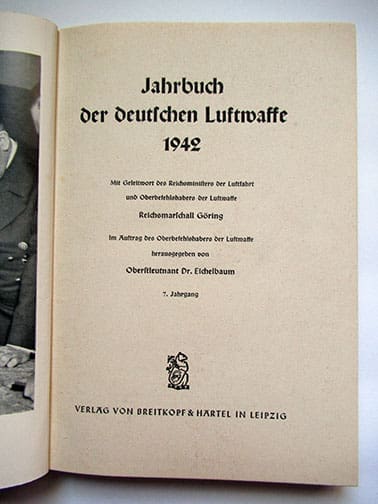 Jahrbuch
der deutschen Luftwaffe
1942
Mit Geleitwort des Reichsministers der Luftfahrt
und Oberbefehlshabers der Luftwaffe
Reichsmarschall Göring
Im Auftrag des Oberbefehlshabers der Luftwaffe
herausgegeben von
Oberstleutnant Dr. Eichelbaum
7. Jahrgang
VERLAG VON BREITKOPF & HÄRTEL IN LEIPZIG